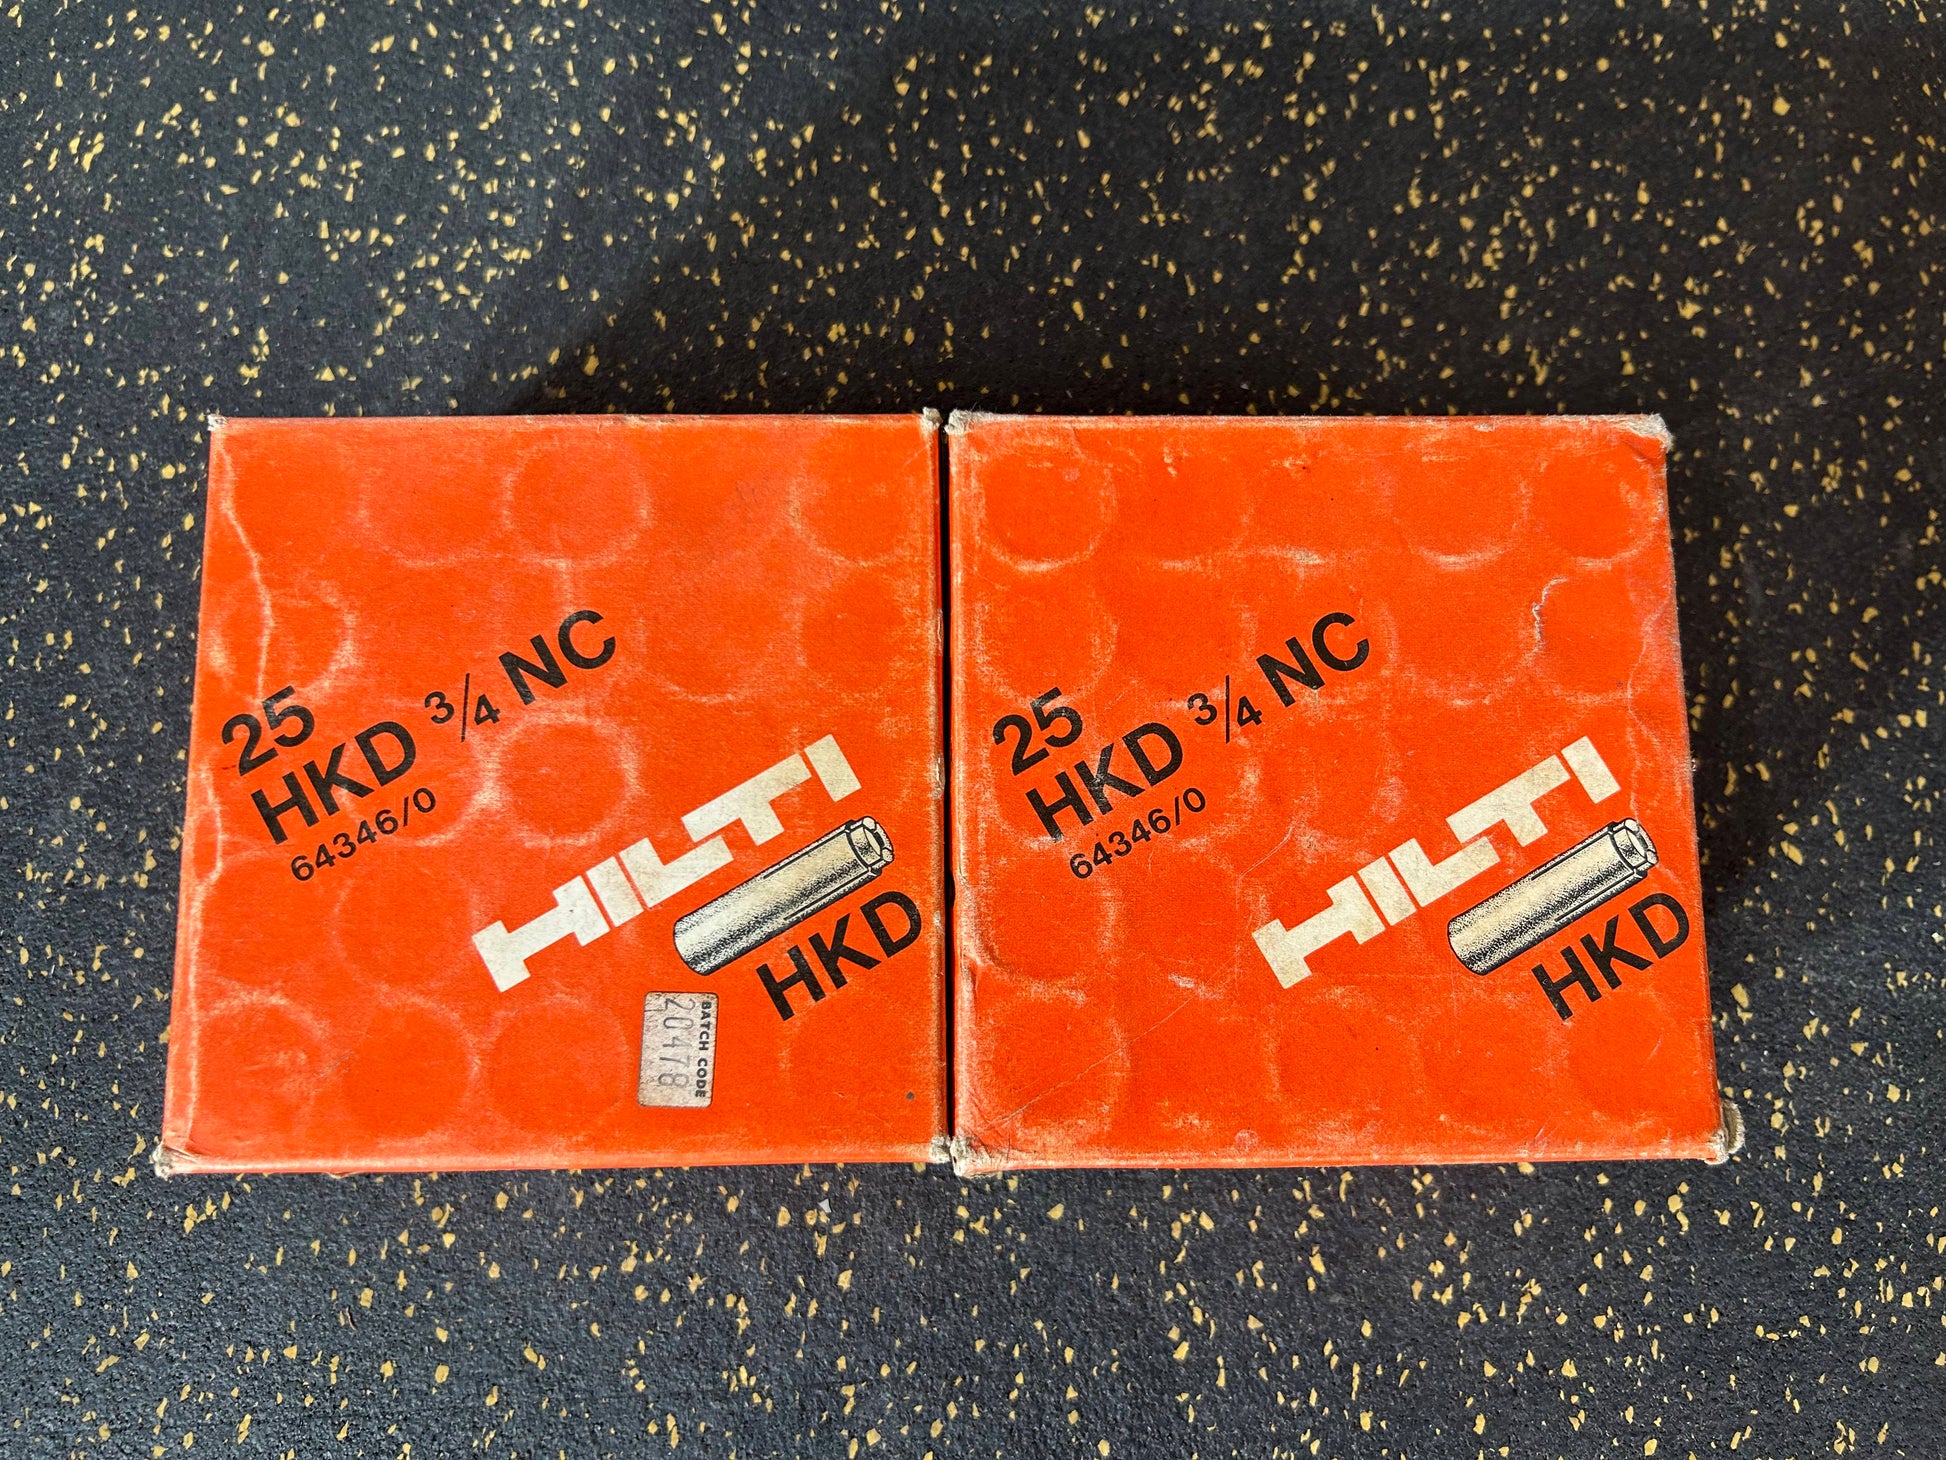 25
HKD 3/4 NC
64346/0
HILTI
HKD
BATCH CODE
20478
25
HKD 3/4 NC
64346/0
HILTI
HKD